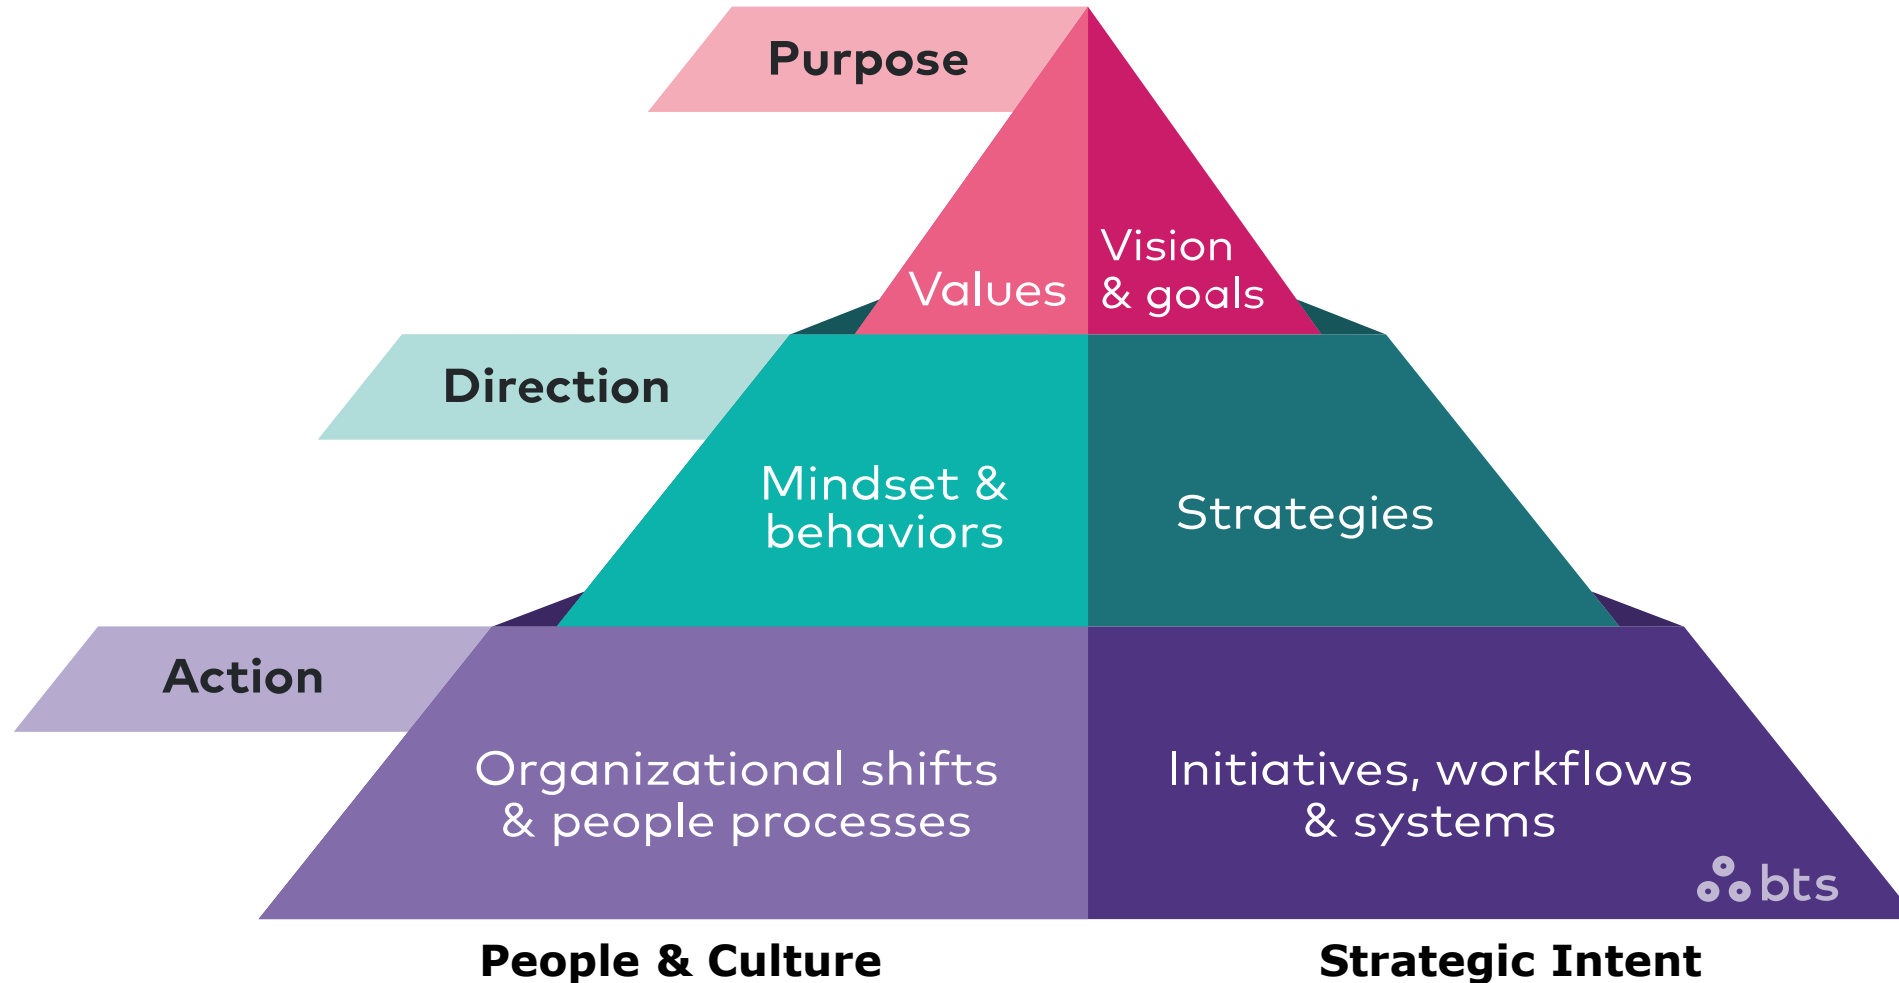 Purpose
Values
Vision
& goals
Direction
Mindset &
behaviors
Strategies
Action
Organizational shifts
& people processes
Initiatives, workflows
& systems
bts
People & Culture
Strategic Intent